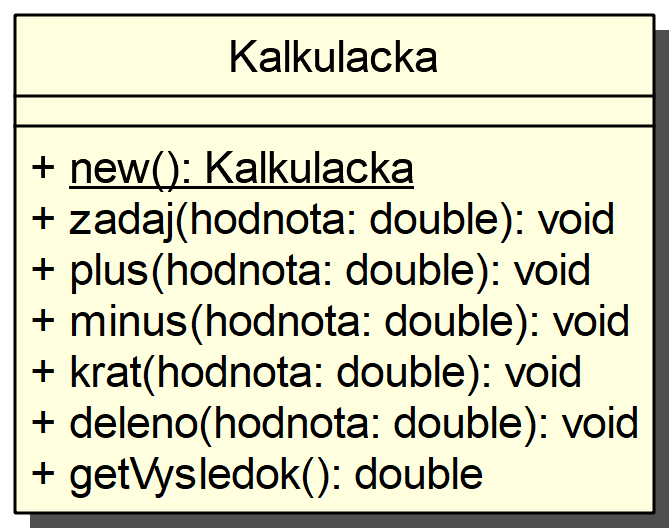 Kalkulacka
+ new(): Kalkulacka
+ zadaj(hodnota: double): void
+ plus(hodnota: double): void
+ minus(hodnota: double): void
+ krat(hodnota: double): void
+ deleno(hodnota: double): void
+ getVysledok(): double